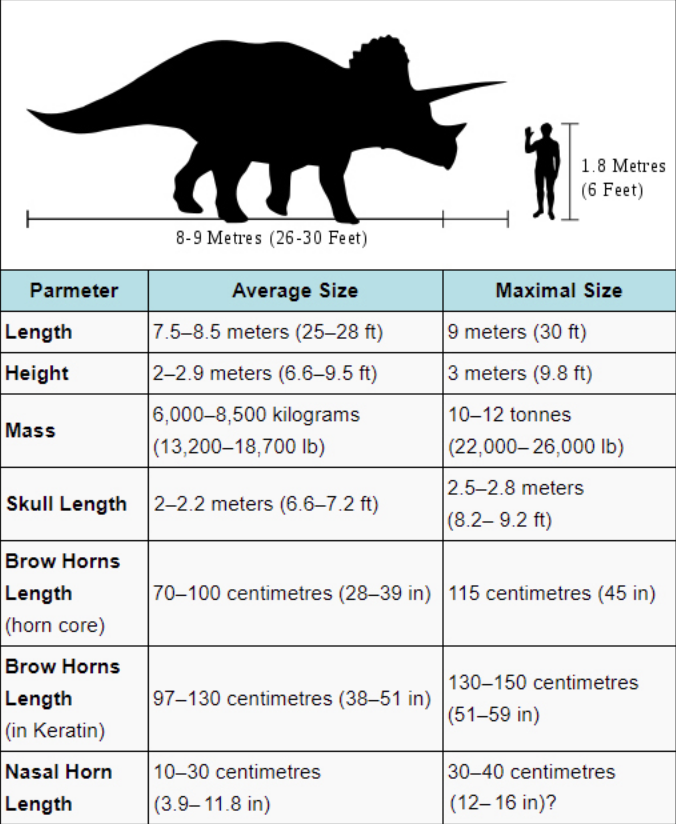 1.8 Metres
(6 Feet)
8-9 Metres (26-30 Feet)
Parmeter Average Size Maximal Size
Length 7.5–8.5 meters (25–28 ft) 9 meters (30 ft)
Height 2–2.9 meters (6.6–9.5 ft) 3 meters (9.8 ft)
Mass
6,000–8,500 kilograms
(13,200–18,700 lb)
10–12 tonnes
(22,000–26,000 lb)
Skull Length
2–2.2 meters (6.6–7.2 ft)
2.5–2.8 meters
(8.2– 9.2 ft)
Brow Horns
Length
(horn core)
70–100 centimetres (28–39 in)
115 centimetres (45 in)
Brow Horns
Length
(in Keratin)
97–130 centimetres (38–51 in)
130–150 centimetres
(51–59 in)
Nasal Horn
Length
10–30 centimetres
(3.9–11.8 in)
30–40 centimetres
(12–16 in)?